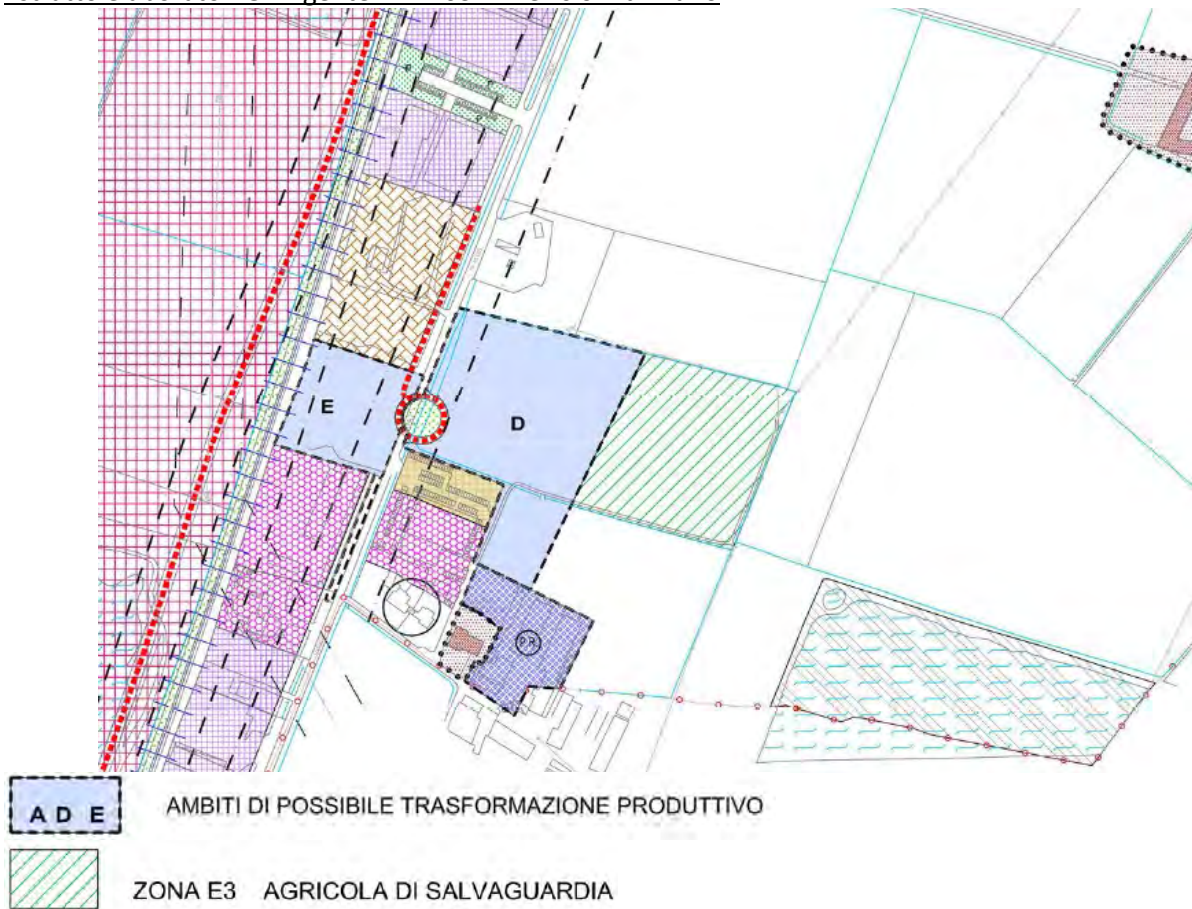 E
D
P.R.
A D E
AMBITI DI POSSIBILE TRASFORMAZIONE PRODUTTIVO
ZONA E3 AGRICOLA DI SALVAGUARDIA